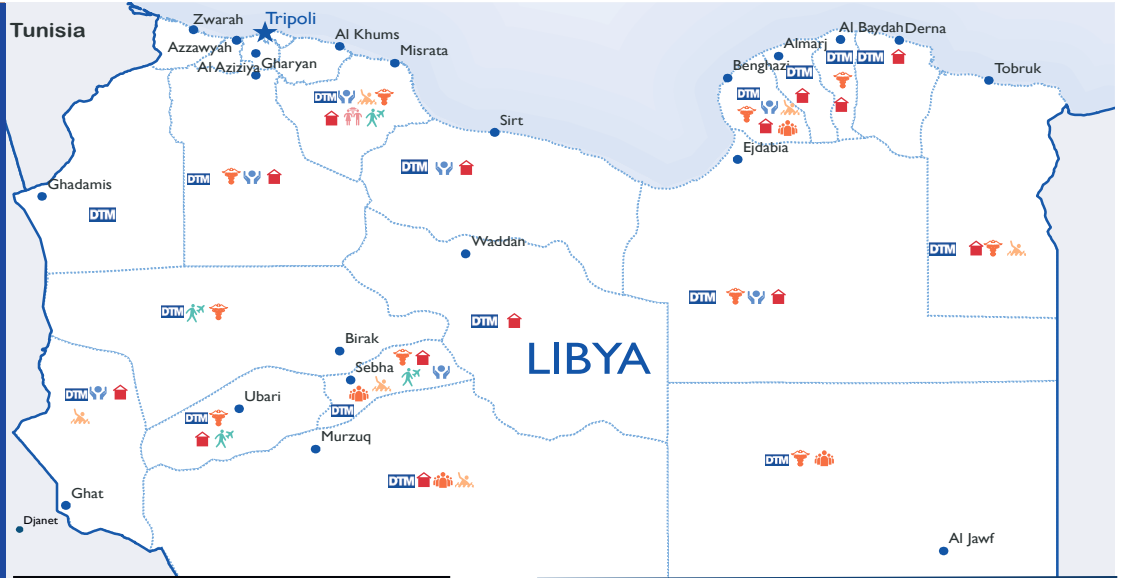 Tunisia
Zwarah
Tripoli
Azzawyah
Al Khums
Al Aziziya
Gharyan
Misrata
Al Baydah
Derna
Almarj
Benghazi
Tobruk
DTM
DTM
DTM
DTM
DTM
Sirt
Ejdabia
DTM
DTM
Ghadamis
DTM
Waddan
DTM
DTM
DTM
DTM
Birak
LIBYA
Sebha
DTM
Ubari
DTM
DTM
Murzuq
DTM
DTM
Ghat
Djanet
Al Jawf